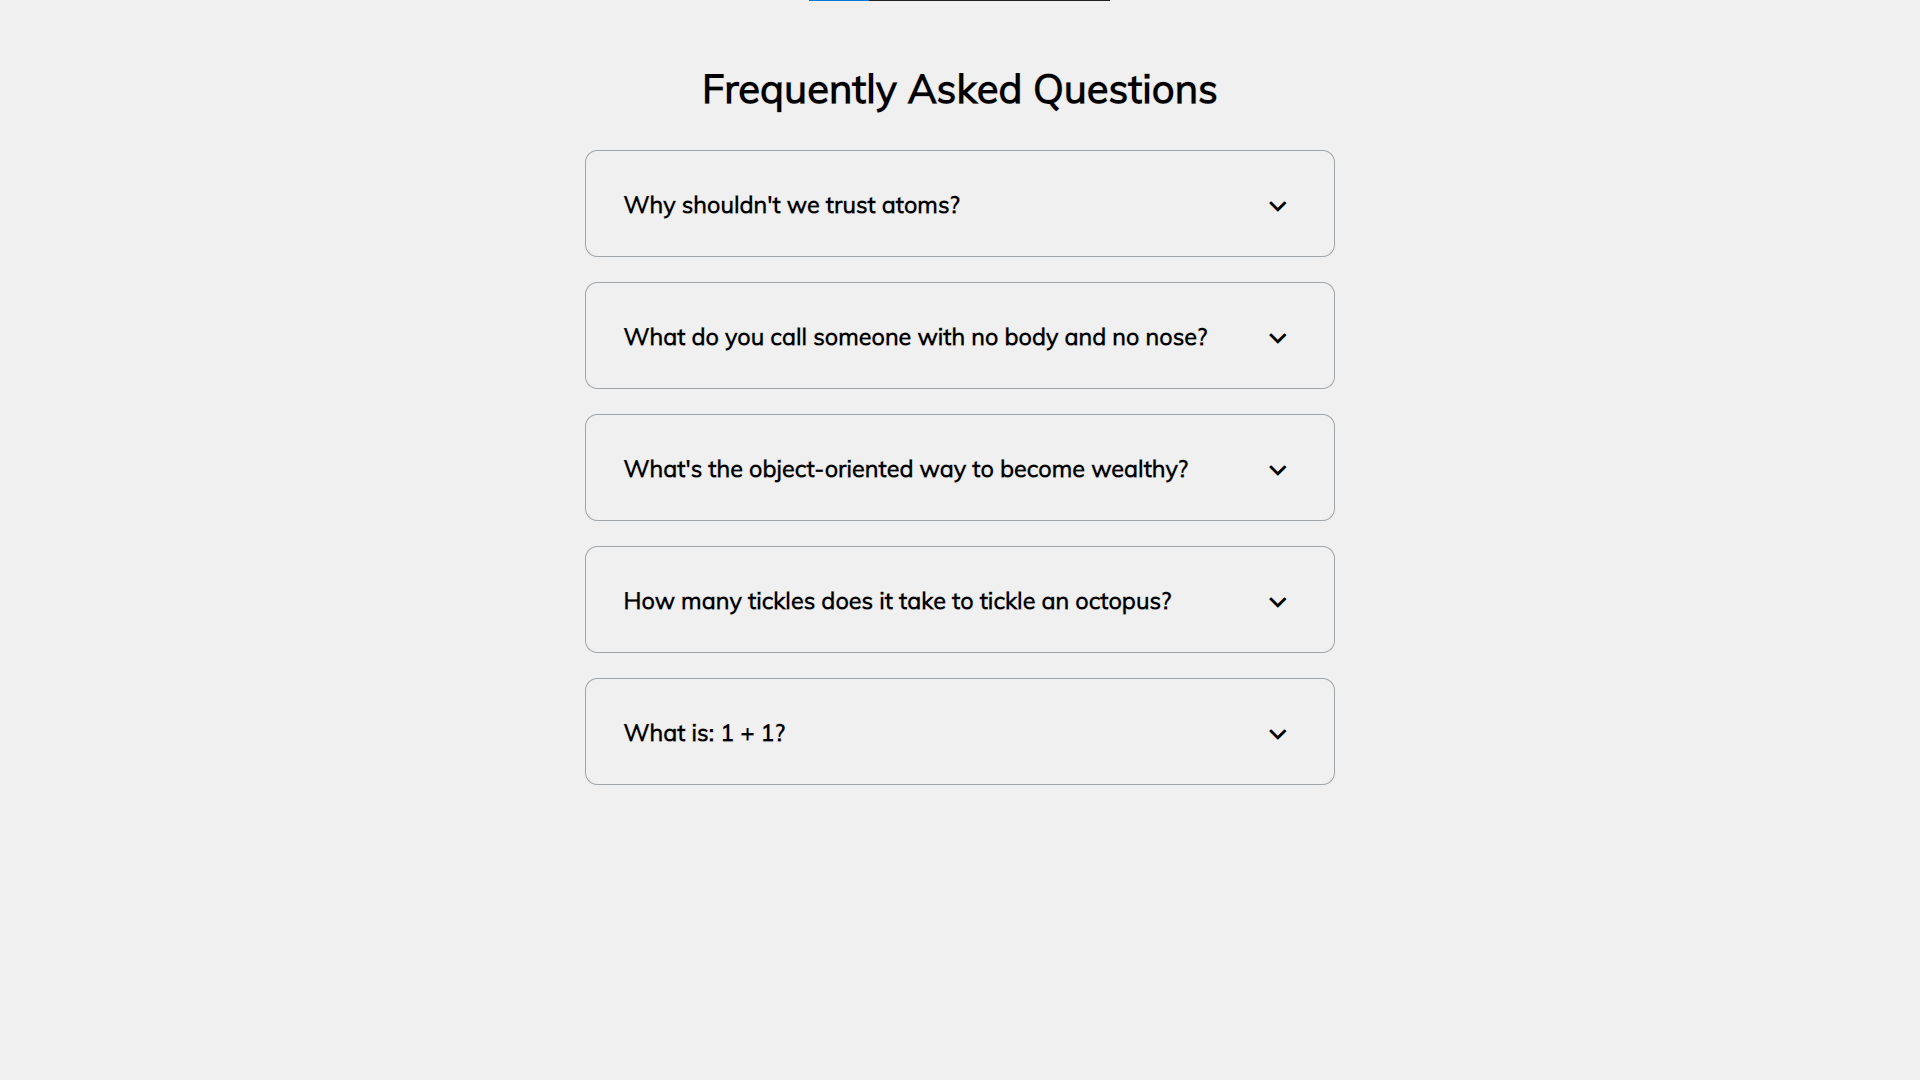 Frequently Asked Questions
Why shouldn't we trust atoms?
What do you call someone with no body and no nose?
What's the object-oriented way to become wealthy?
How many tickles does it take to tickle an octopus?
What is: 1 + 1?